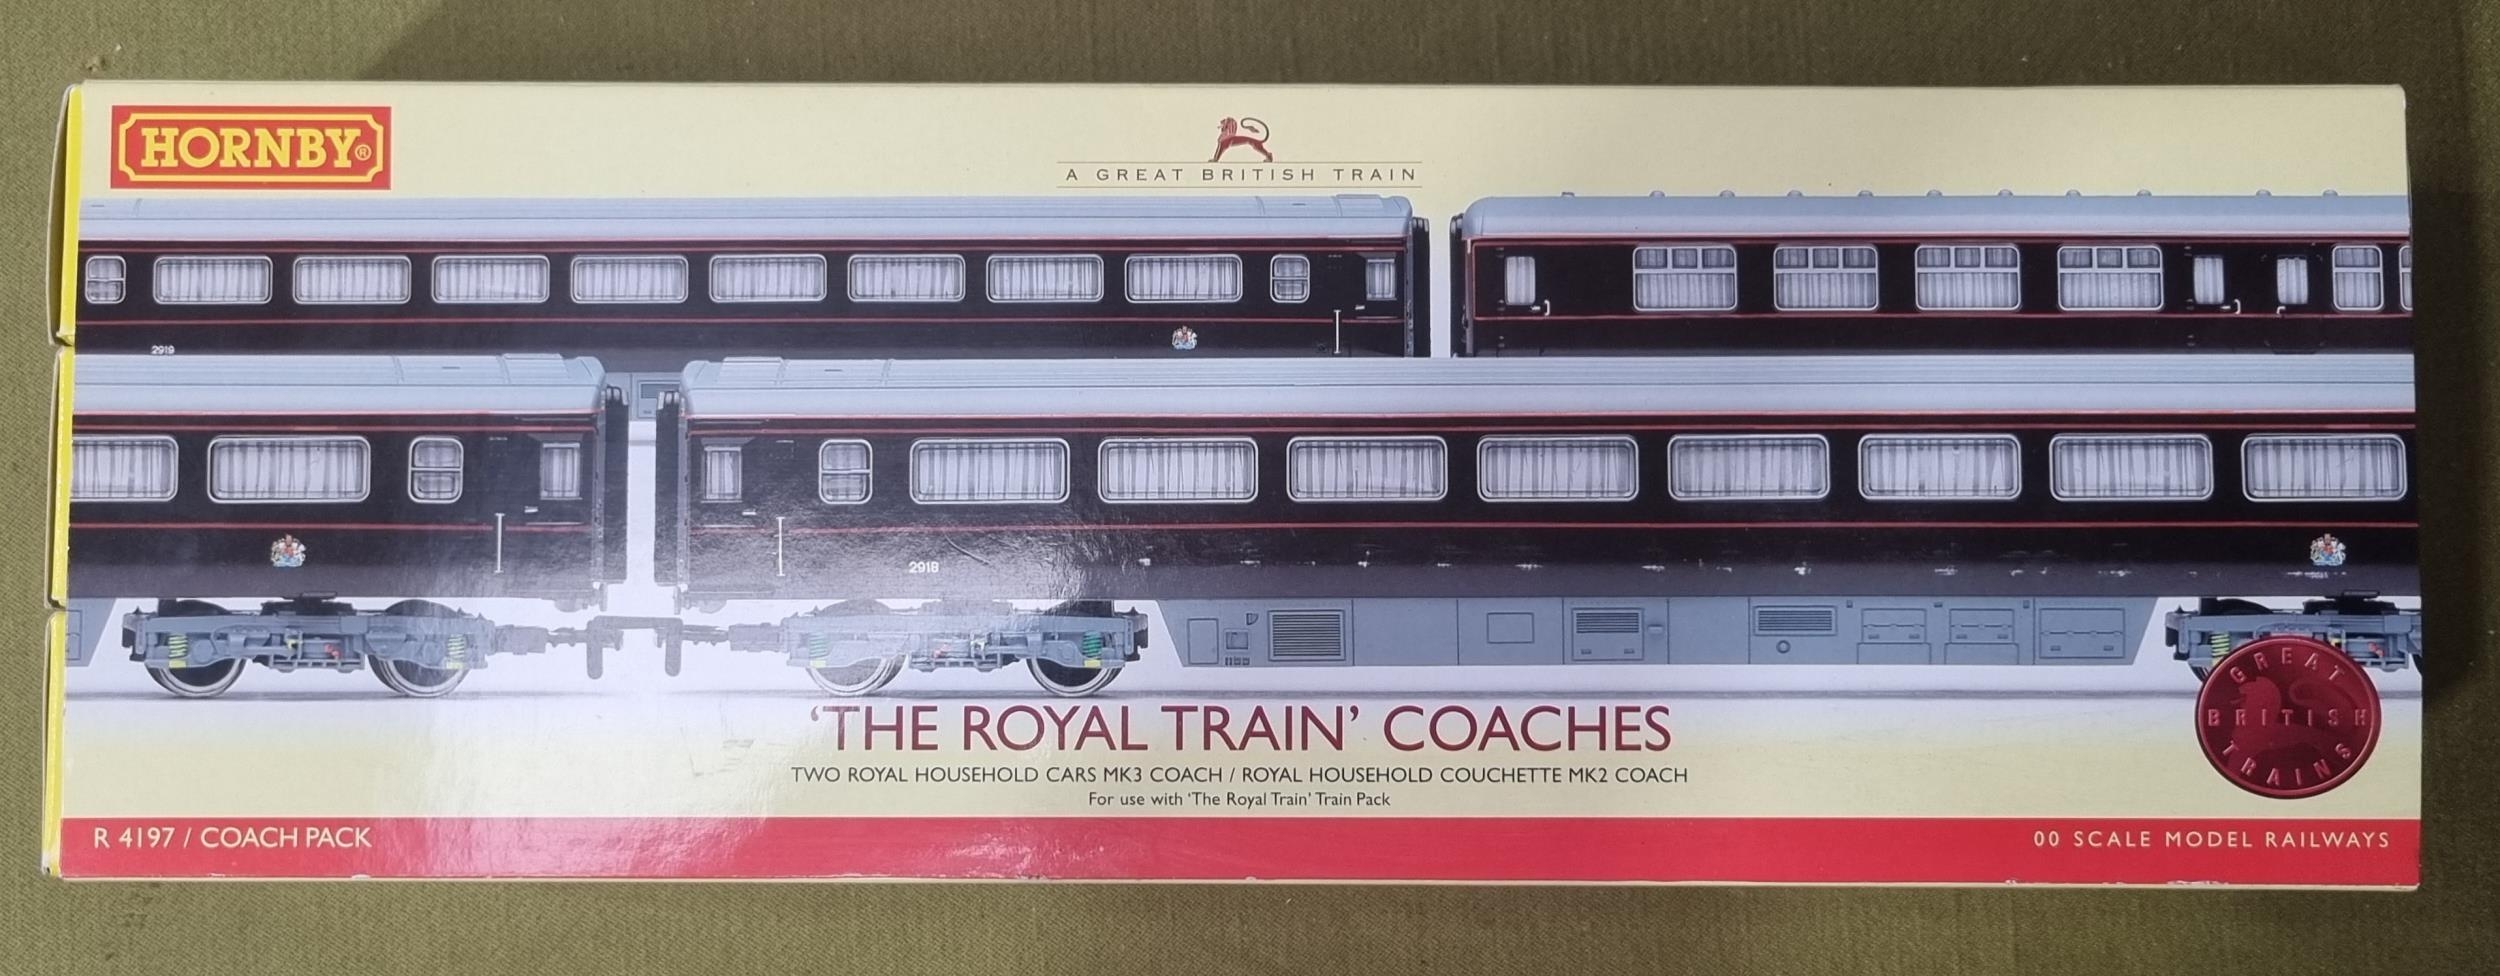 HORNBY®
A GREAT BRITISH TRAIN
2919
2918
GREAT
BRITISH
TRAINS
'THE ROYAL TRAIN' COACHES
TWO ROYAL HOUSEHOLD CARS MK3 COACH / ROYAL HOUSEHOLD COUCHETTE MK2 COACH
For use with 'The Royal Train' Train Pack
R 4197 / COACH PACK
00 SCALE MODEL RAILWAYS